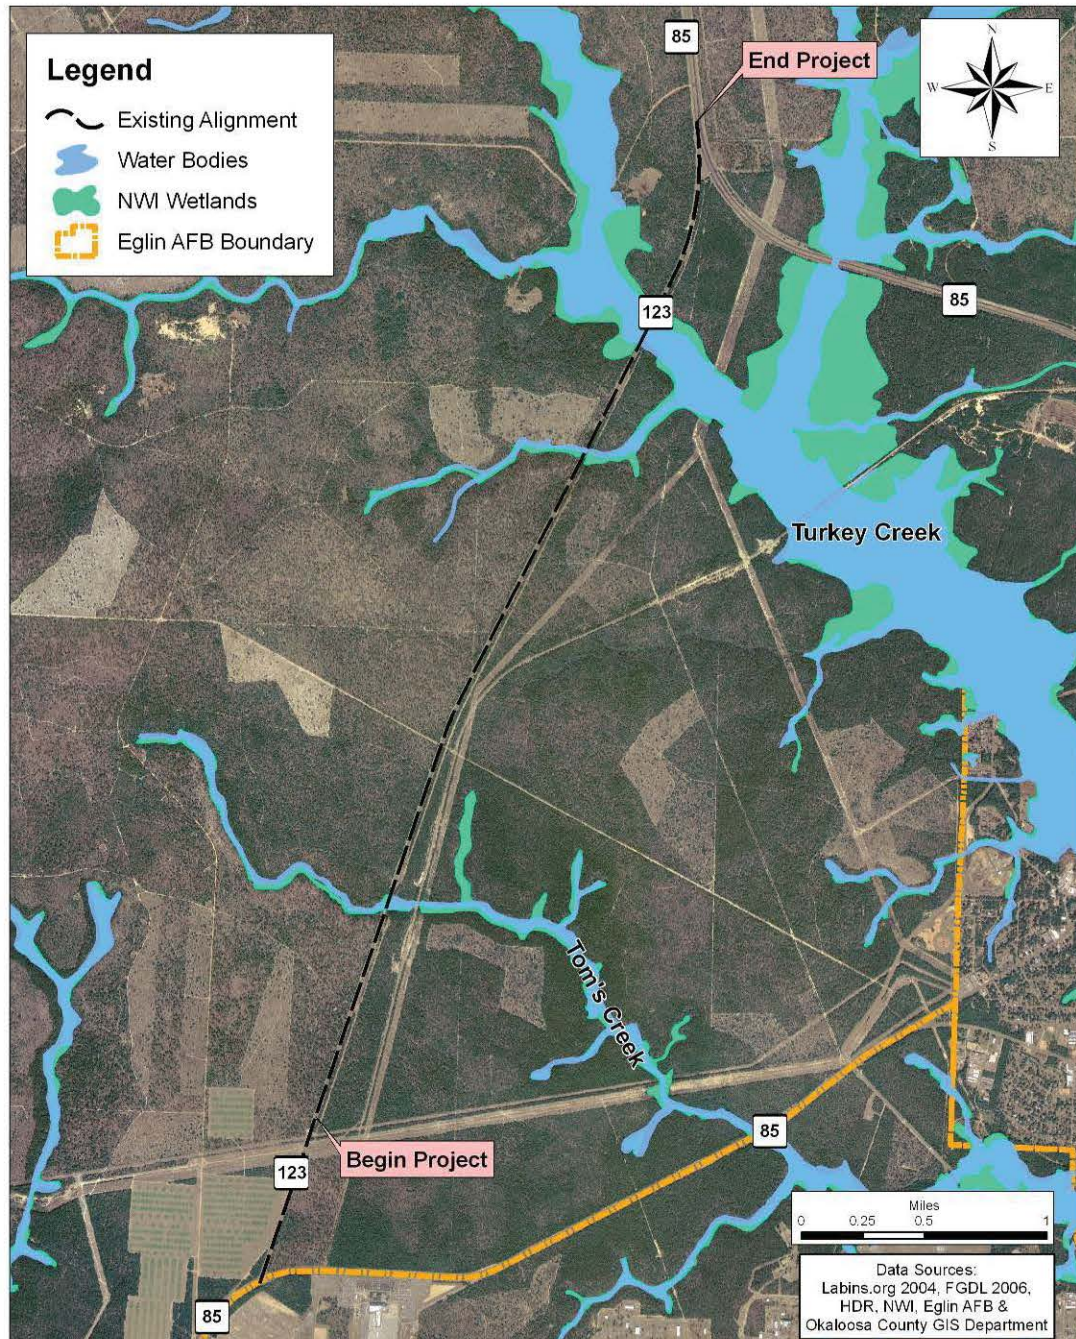 Legend
Existing Alignment
Water Bodies
NWI Wetlands
Eglin AFB Boundary
85
End Project
N
W E
S
123
85
Turkey Creek
Tom's Creek
85
Begin Project
123
85
Miles
0 0.25 0.5 1
Data Sources:
Labins.org 2004, FGDL 2006,
HDR, NWI, Eglin AFB &
Okaloosa County GIS Department